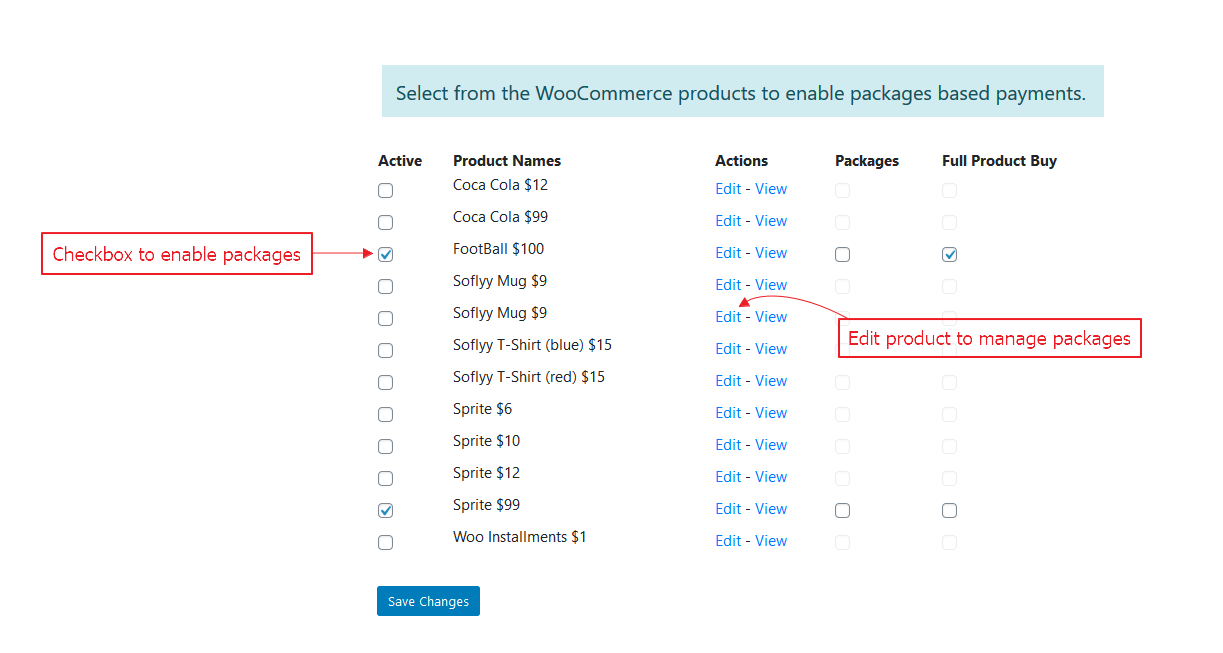 Select from the WooCommerce products to enable packages based payments.
Active Product Names Actions Packages Full Product Buy
Coca Cola $12 Edit - View
Coca Cola $99 Edit - View
Checkbox to enable packages FootBall $100 Edit - View
Soflyy Mug $9 Edit - View
Soflyy Mug $9 Edit - View
Edit product to manage packages
Soflyy T-Shirt (blue) $15 Edit - View
Soflyy T-Shirt (red) $15 Edit - View
Sprite $6 Edit - View
Sprite $10 Edit - View
Sprite $12 Edit - View
Sprite $99 Edit - View
Woo Installments $1 Edit - View
Save Changes